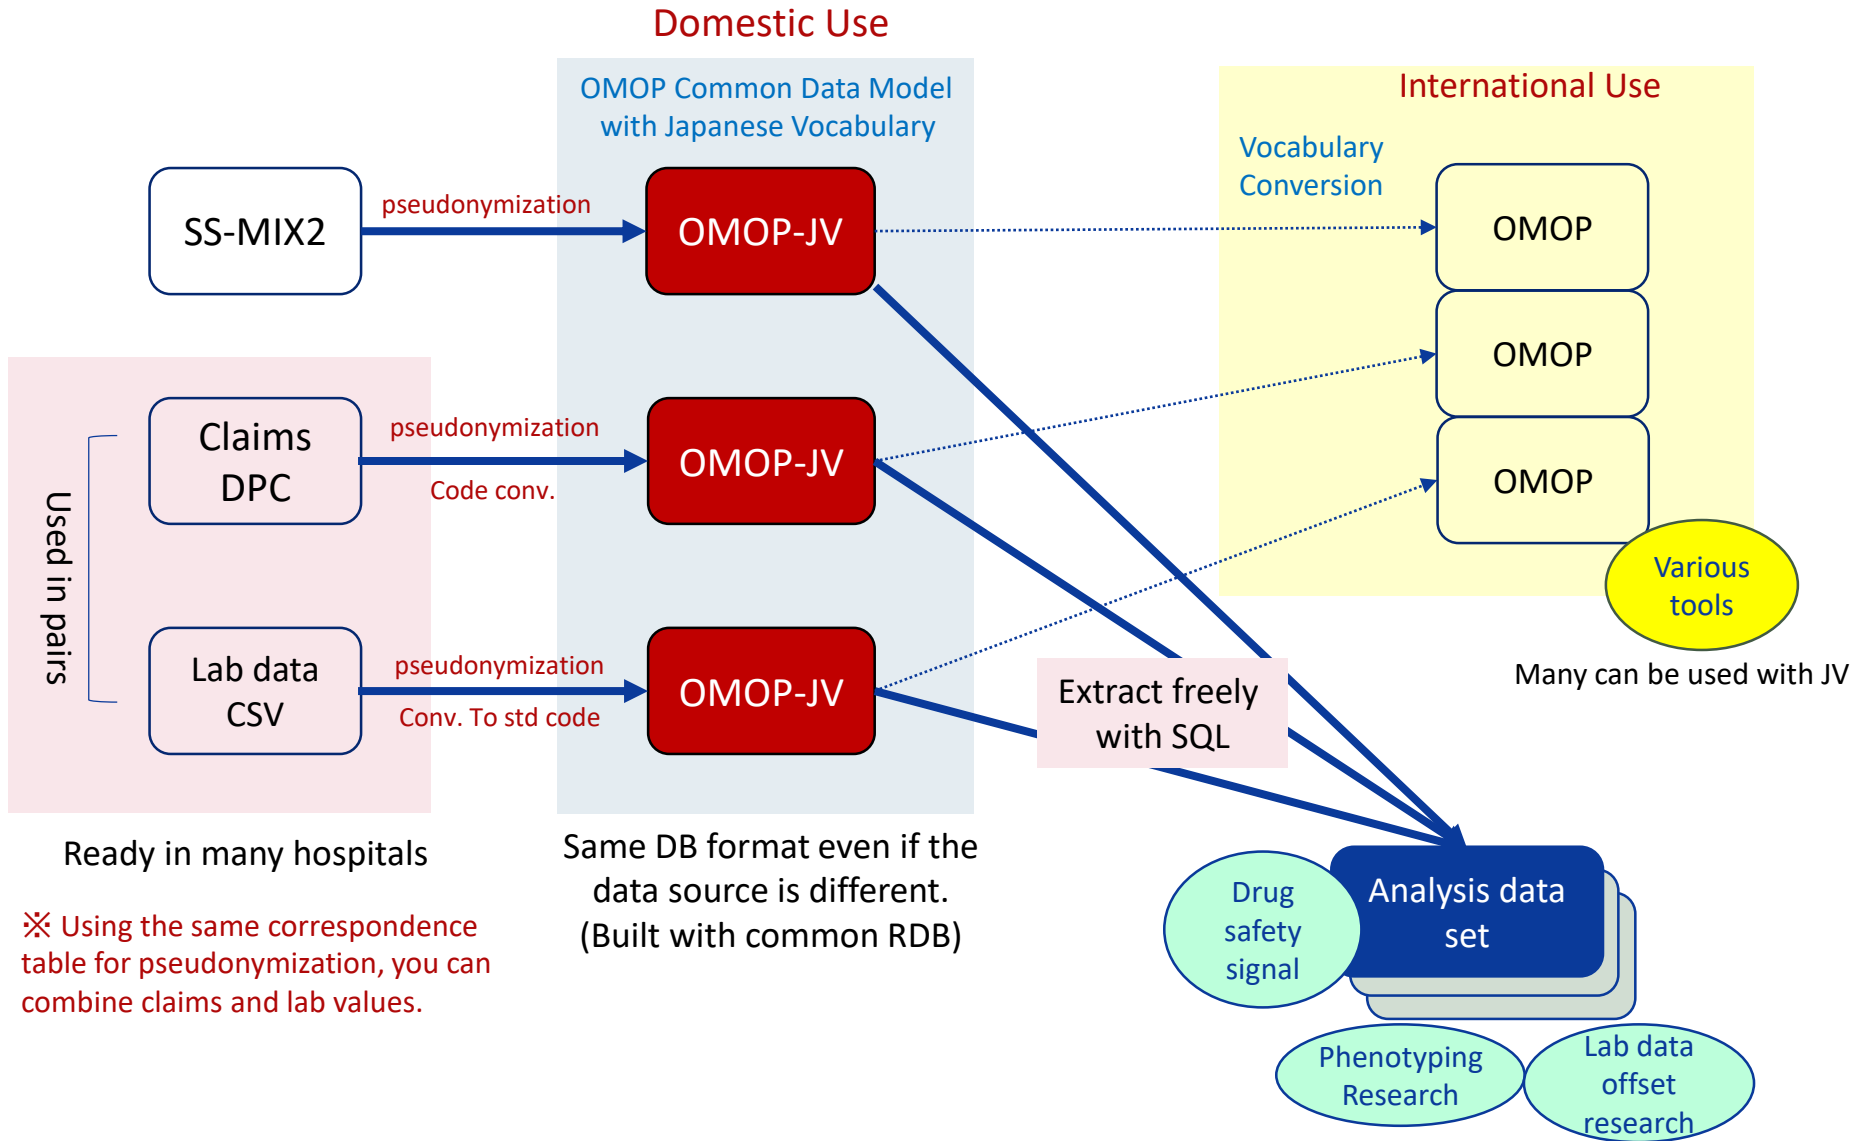 Domestic Use
OMOP Common Data Model
with Japanese Vocabulary
International Use
Vocabulary
Conversion
SS-MIX2
pseudonymization
OMOP-JV
OMOP
OMOP
OMOP
Used in pairs
Claims
DPC
pseudonymization
Code conv.
OMOP-JV
Various
tools
Many can be used with JV
Lab data
CSV
pseudonymization
Conv. To std code
OMOP-JV
Extract freely
with SQL
Ready in many hospitals
Same DB format even if the
data source is different.
(Built with common RDB)
※ Using the same correspondence
table for pseudonymization, you can
combine claims and lab values.
Drug
safety
signal
Analysis data
set
Phenotyping
Research
Lab data
offset
research